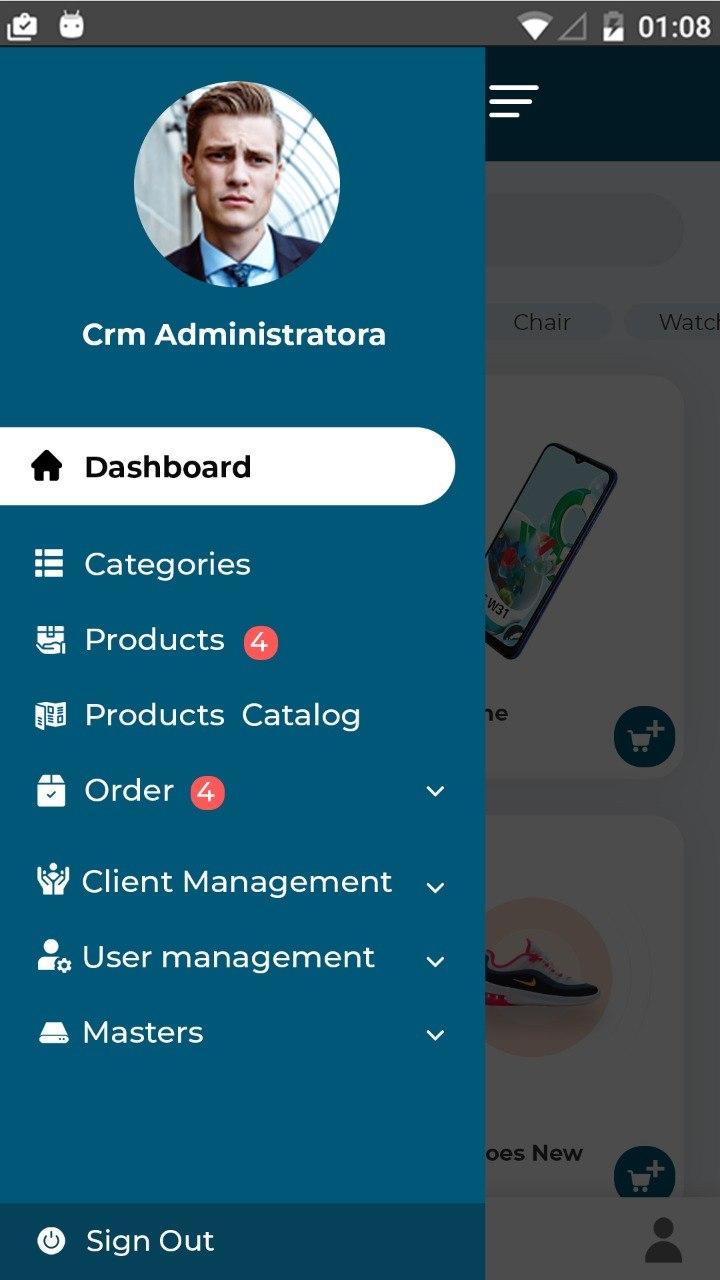 01:08
Crm Administratora
Dashboard
Categories
Products 4
Products Catalog
Order 4
Client Management
User management
Masters
Sign Out
Chair
Watch
W31
ne
oes New